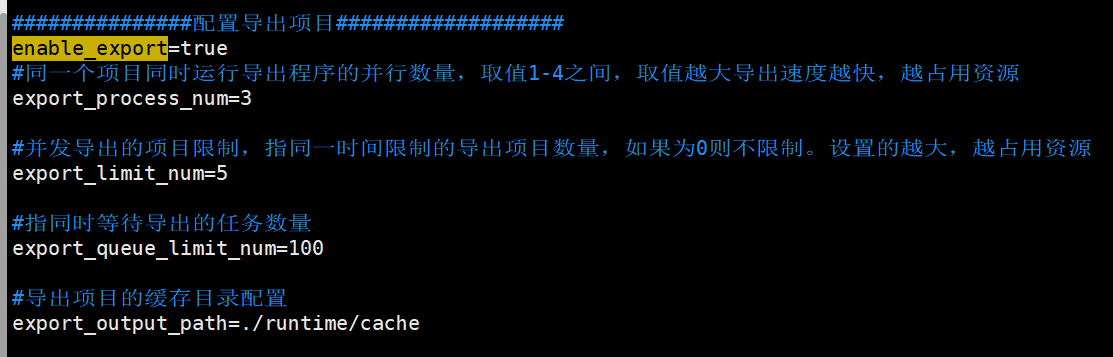 ###############配置导出项目###################
enable_export=true
#同一个项目同时运行导出程序的并行数量，取值1-4之间，取值越大导出速度越快，越占用资源
export_process_num=3
#并发导出的项目限制，指同一时间限制的导出项目数量，如果为0则不限制。设置的越大，越占用资源
export_limit_num=5
#指同时等待导出的任务数量
export_queue_limit_num=100
#导出项目的缓存目录配置
export_output_path=./runtime/cache